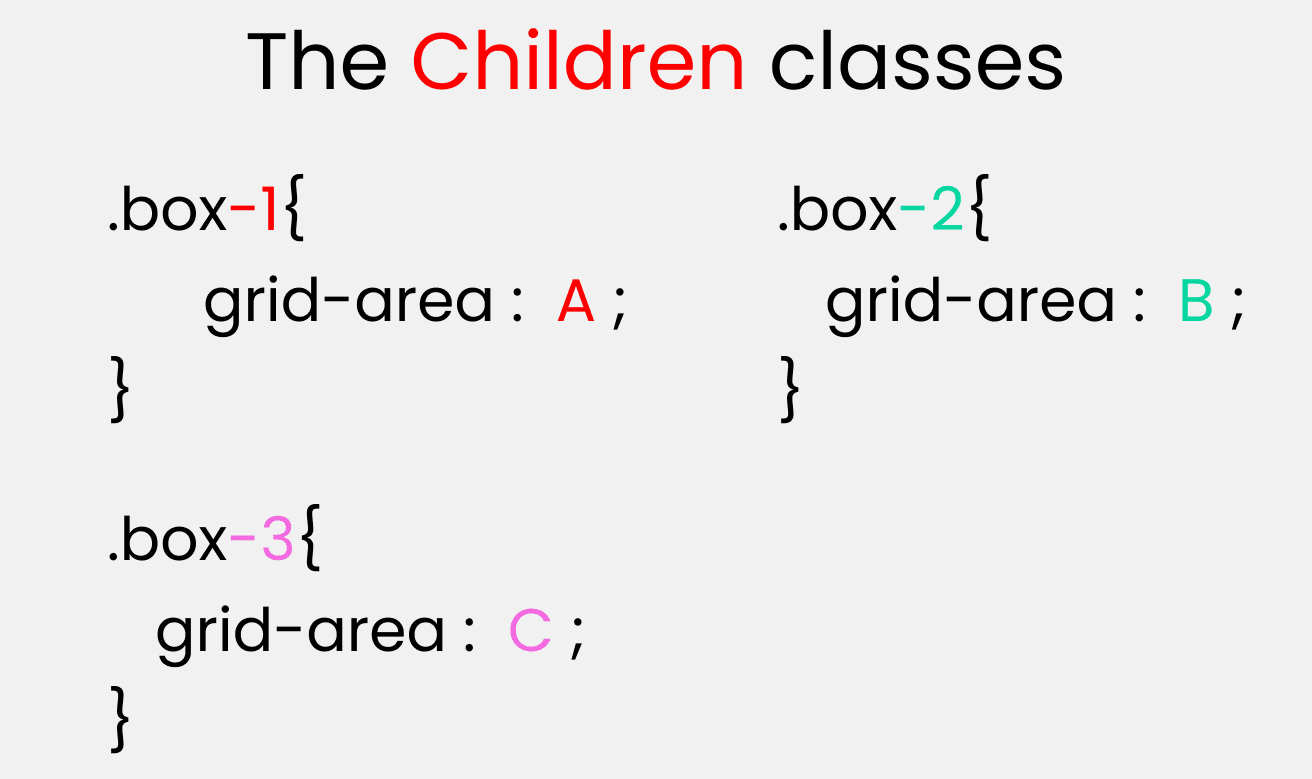 The Children classes
.box-1{
grid-area : A ;
}
.box-2{
grid-area : B ;
}
.box-3{
grid-area : C ;
}